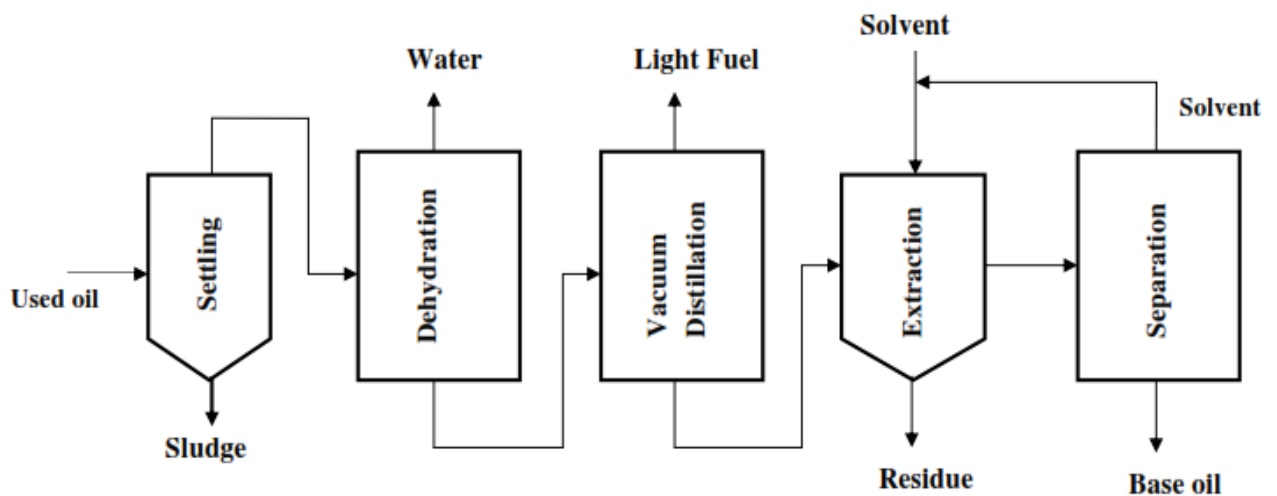 Water
Light Fuel
Solvent
Solvent
Used oil
Settling
Dehydration
Vacuum
Distillation
Extraction
Separation
Sludge
Residue
Base oil